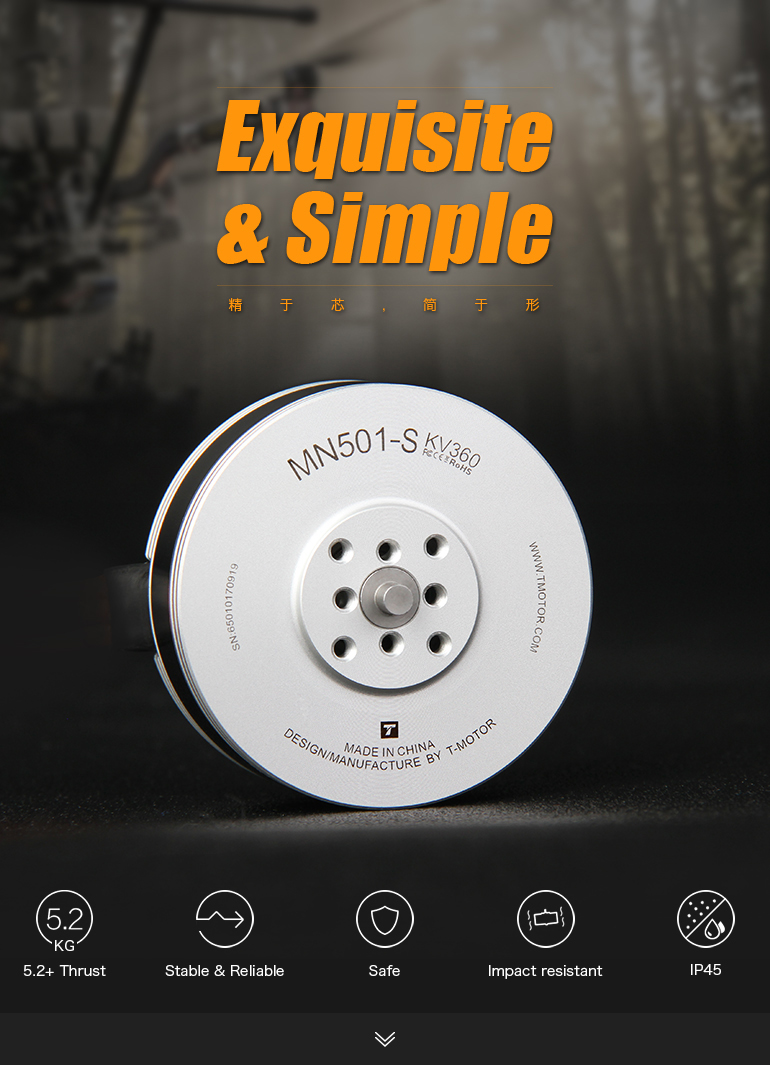 Exquisite
& Simple
精于芯，简于形
MN501-S KV360
FC CE RoHS
SN:65010170919
WWW.TMOTOR.COM
T
MADE IN CHINA
DESIGN/MANUFACTURE BY T-MOTOR
5.2
KG
5.2+ Thrust
Stable & Reliable
Safe
Impact resistant
IP45